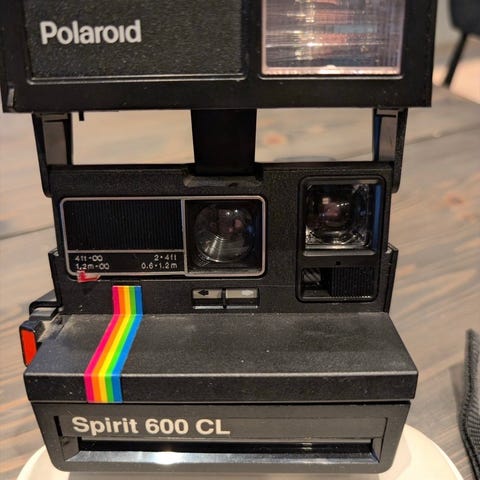 Polaroid
4ft-∞ 2-4ft
1.2m-∞ 0.6-1.2m
Spirit 600 CL